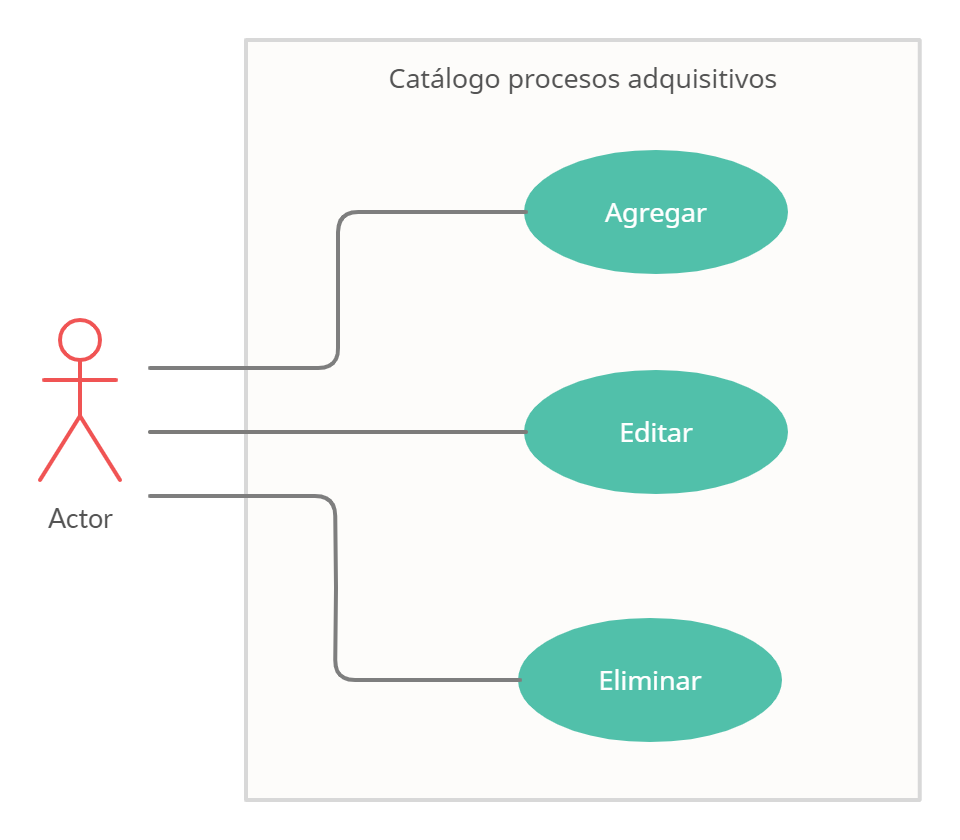 Catálogo procesos adquisitivos
Agregar
Editar
Actor
Eliminar